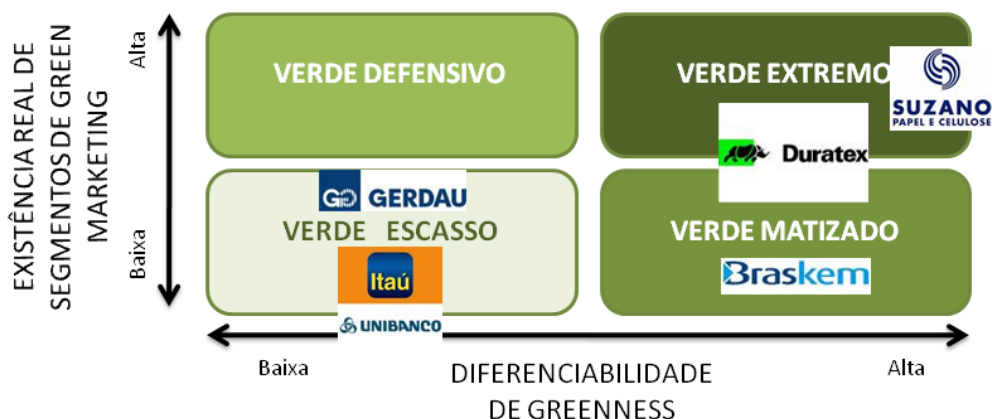 EXISTÊNCIA REAL DE
SEGMENTOS DE GREEN
MARKETING
Alta
Baixa
VERDE DEFENSIVO
VERDE EXTREMO
SUZANO
PAPEL E CELULOSE
Duratex
GG GERDAU
VERDE ESCASSO
Itaú
UNIBANCO
VERDE MATIZADO
Braskem
Baixa
DIFERENCIABILIDADE
DE GREENNESS
Alta